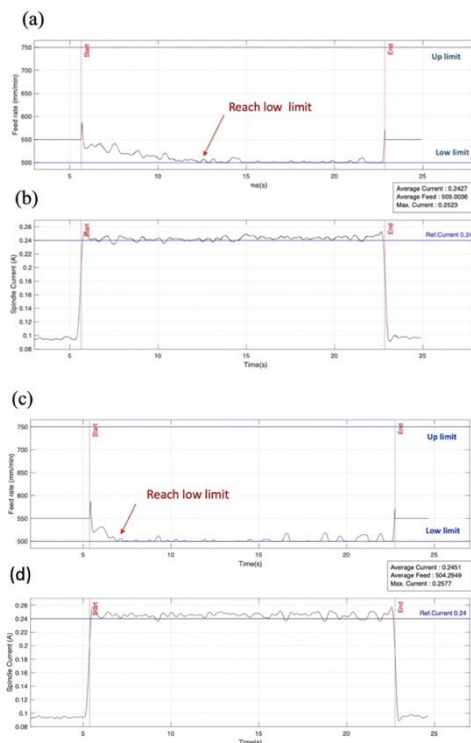 (a)
750
Start
End
Up limit
700
Feed rate (mm/min)
650
Reach low limit
600
550
Low limit
500
5
10
me(s)
15
20
25
Average Current : 0.2427
Average Feed : 509.0036
Max. Current : 0.2523
(b)
0.26
Start
End
Ref.Current 0.24
0.24
0.22
Spindle Current (A)
0.2
0.18
0.16
0.14
0.12
0.1
0.08
5
10
15
20
25
Time(s)
(c)
750
Start
End
Up limit
700
Feed rate (mm/min)
650
Reach low limit
600
550
Low limit
500
5
10
15
20
25
Time(s)
Average Current : 0.2451
Average Feed : 504.2949
Max. Current : 0.2577
(d)
0.26
Start
End
Ref.Current 0.24
0.24
0.22
Spindle Current (A)
0.2
0.18
0.16
0.14
0.12
0.1
0.08
5
10
15
20
25
Time(s)